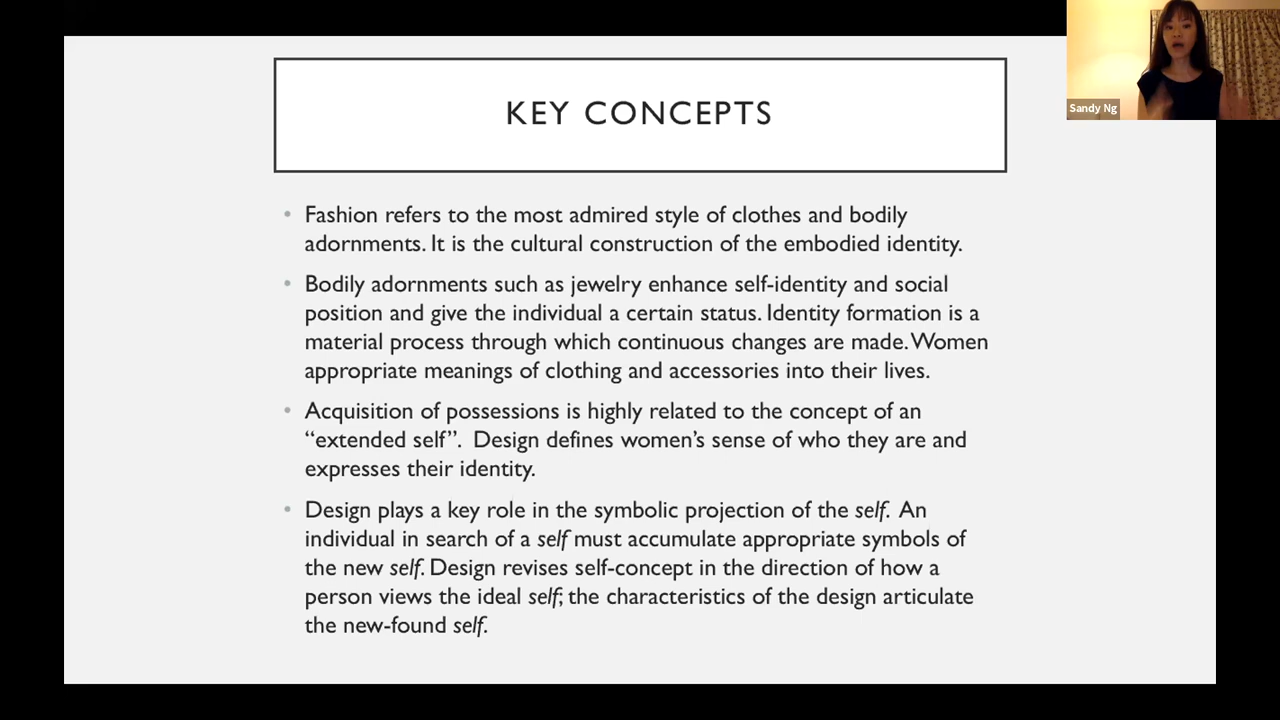 KEY CONCEPTS
Sandy Ng
• Fashion refers to the most admired style of clothes and bodily
adornments. It is the cultural construction of the embodied identity.
• Bodily adornments such as jewelry enhance self-identity and social
position and give the individual a certain status. Identity formation is a
material process through which continuous changes are made. Women
appropriate meanings of clothing and accessories into their lives.
• Acquisition of possessions is highly related to the concept of an
“extended self”. Design defines women’s sense of who they are and
expresses their identity.
• Design plays a key role in the symbolic projection of the self. An
individual in search of a self must accumulate appropriate symbols of
the new self. Design revises self-concept in the direction of how a
person views the ideal self; the characteristics of the design articulate
the new-found self.